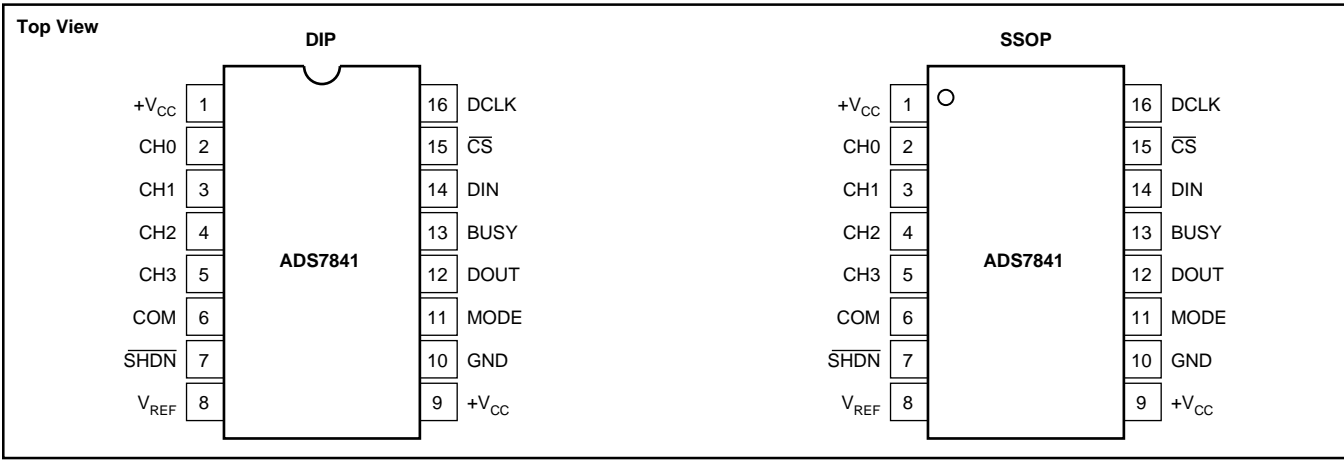 Top View
DIP
+VCC 1 16 DCLK
CH0 2 15 CS
CH1 3 14 DIN
CH2 4 13 BUSY
CH3 5 12 DOUT
COM 6 11 MODE
SHDN 7 10 GND
VREF 8 9 +VCC
ADS7841
SSOP
+VCC 1 16 DCLK
CH0 2 15 CS
CH1 3 14 DIN
CH2 4 13 BUSY
CH3 5 12 DOUT
COM 6 11 MODE
SHDN 7 10 GND
VREF 8 9 +VCC
ADS7841